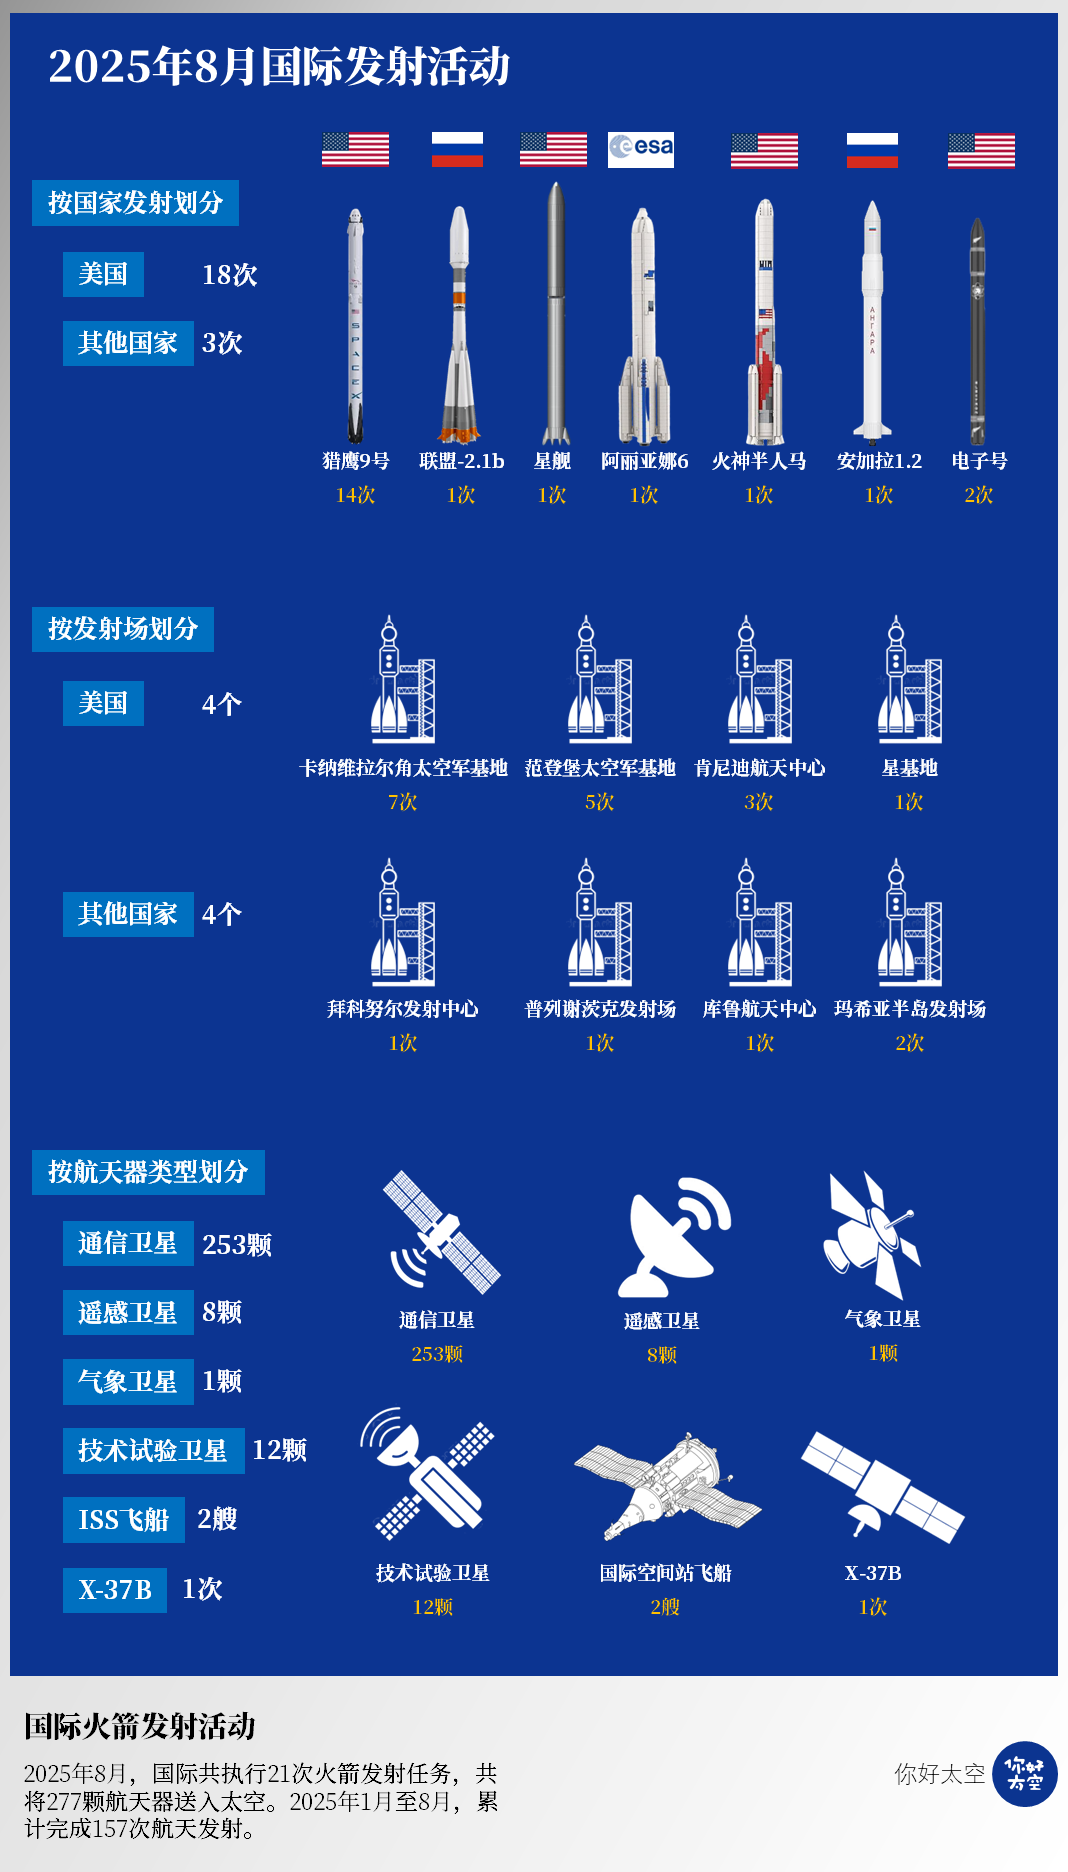 2025年8月国际发射活动
esa
按国家发射划分
美国 18次
其他国家 3次
SPACEX
АНГАРА
猎鹰9号 联盟-2.1b 星舰 阿丽亚娜6 火神半人马 安加拉1.2 电子号
14次 1次 1次 1次 1次 1次 2次
按发射场划分
美国 4个
卡纳维拉尔角太空军基地 范登堡太空军基地 肯尼迪航天中心 星基地
7次 5次 3次 1次
其他国家 4个
拜科努尔发射中心 普列谢茨克发射场 库鲁航天中心 玛希亚半岛发射场
1次 1次 1次 2次
按航天器类型划分
通信卫星 253颗
遥感卫星 8颗
气象卫星 1颗
技术试验卫星 12颗
ISS飞船 2艘
X-37B 1次
通信卫星 遥感卫星 气象卫星
253颗 8颗 1颗
技术试验卫星 国际空间站飞船 X-37B
12颗 2艘 1次
国际火箭发射活动
2025年8月，国际共执行21次火箭发射任务，共
将277颗航天器送入太空。2025年1月至8月，累
计完成157次航天发射。
你好太空
你好
太空